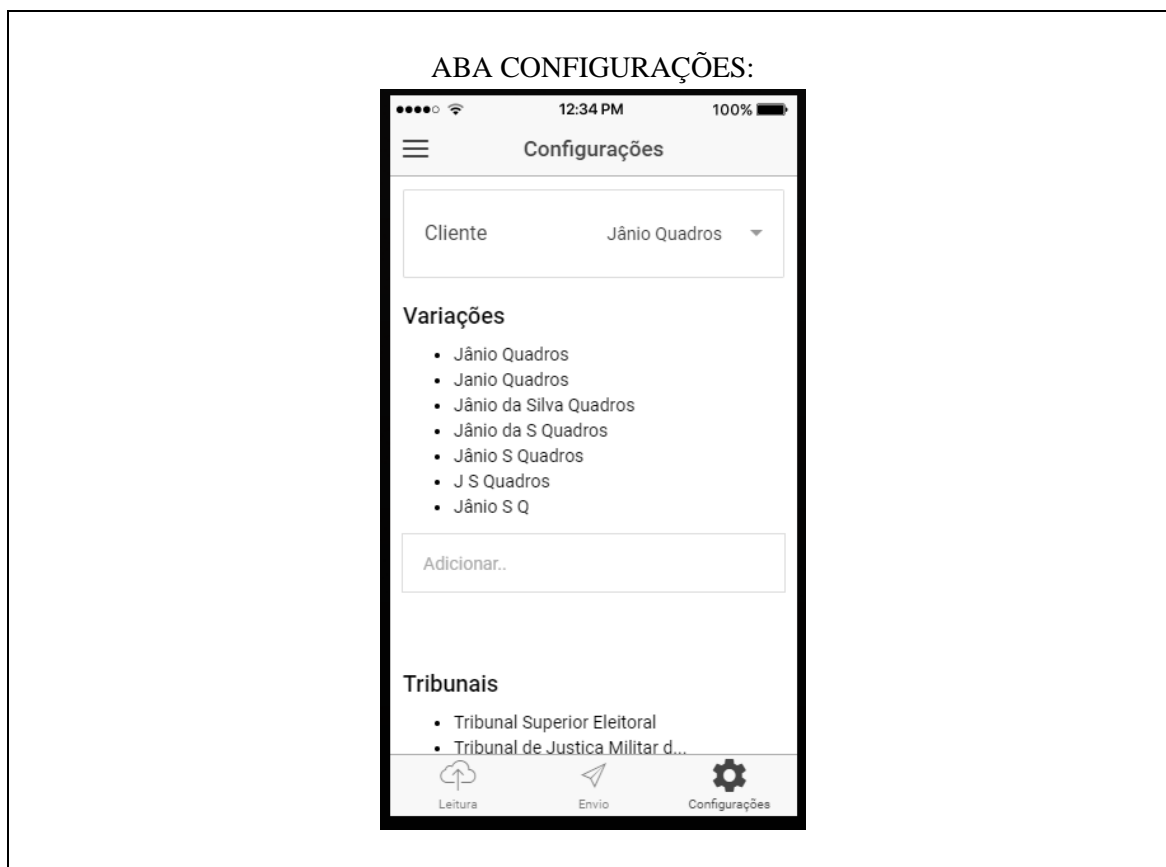 ABA CONFIGURAÇÕES:
12:34 PM 100%
Configurações
Cliente Jânio Quadros
Variações
• Jânio Quadros
• Janio Quadros
• Jânio da Silva Quadros
• Jânio da S Quadros
• Jânio S Quadros
• J S Quadros
• Jânio S Q
Adicionar..
Tribunais
• Tribunal Superior Eleitoral
• Tribunal de Justiça Militar d...
Leitura Envio Configurações